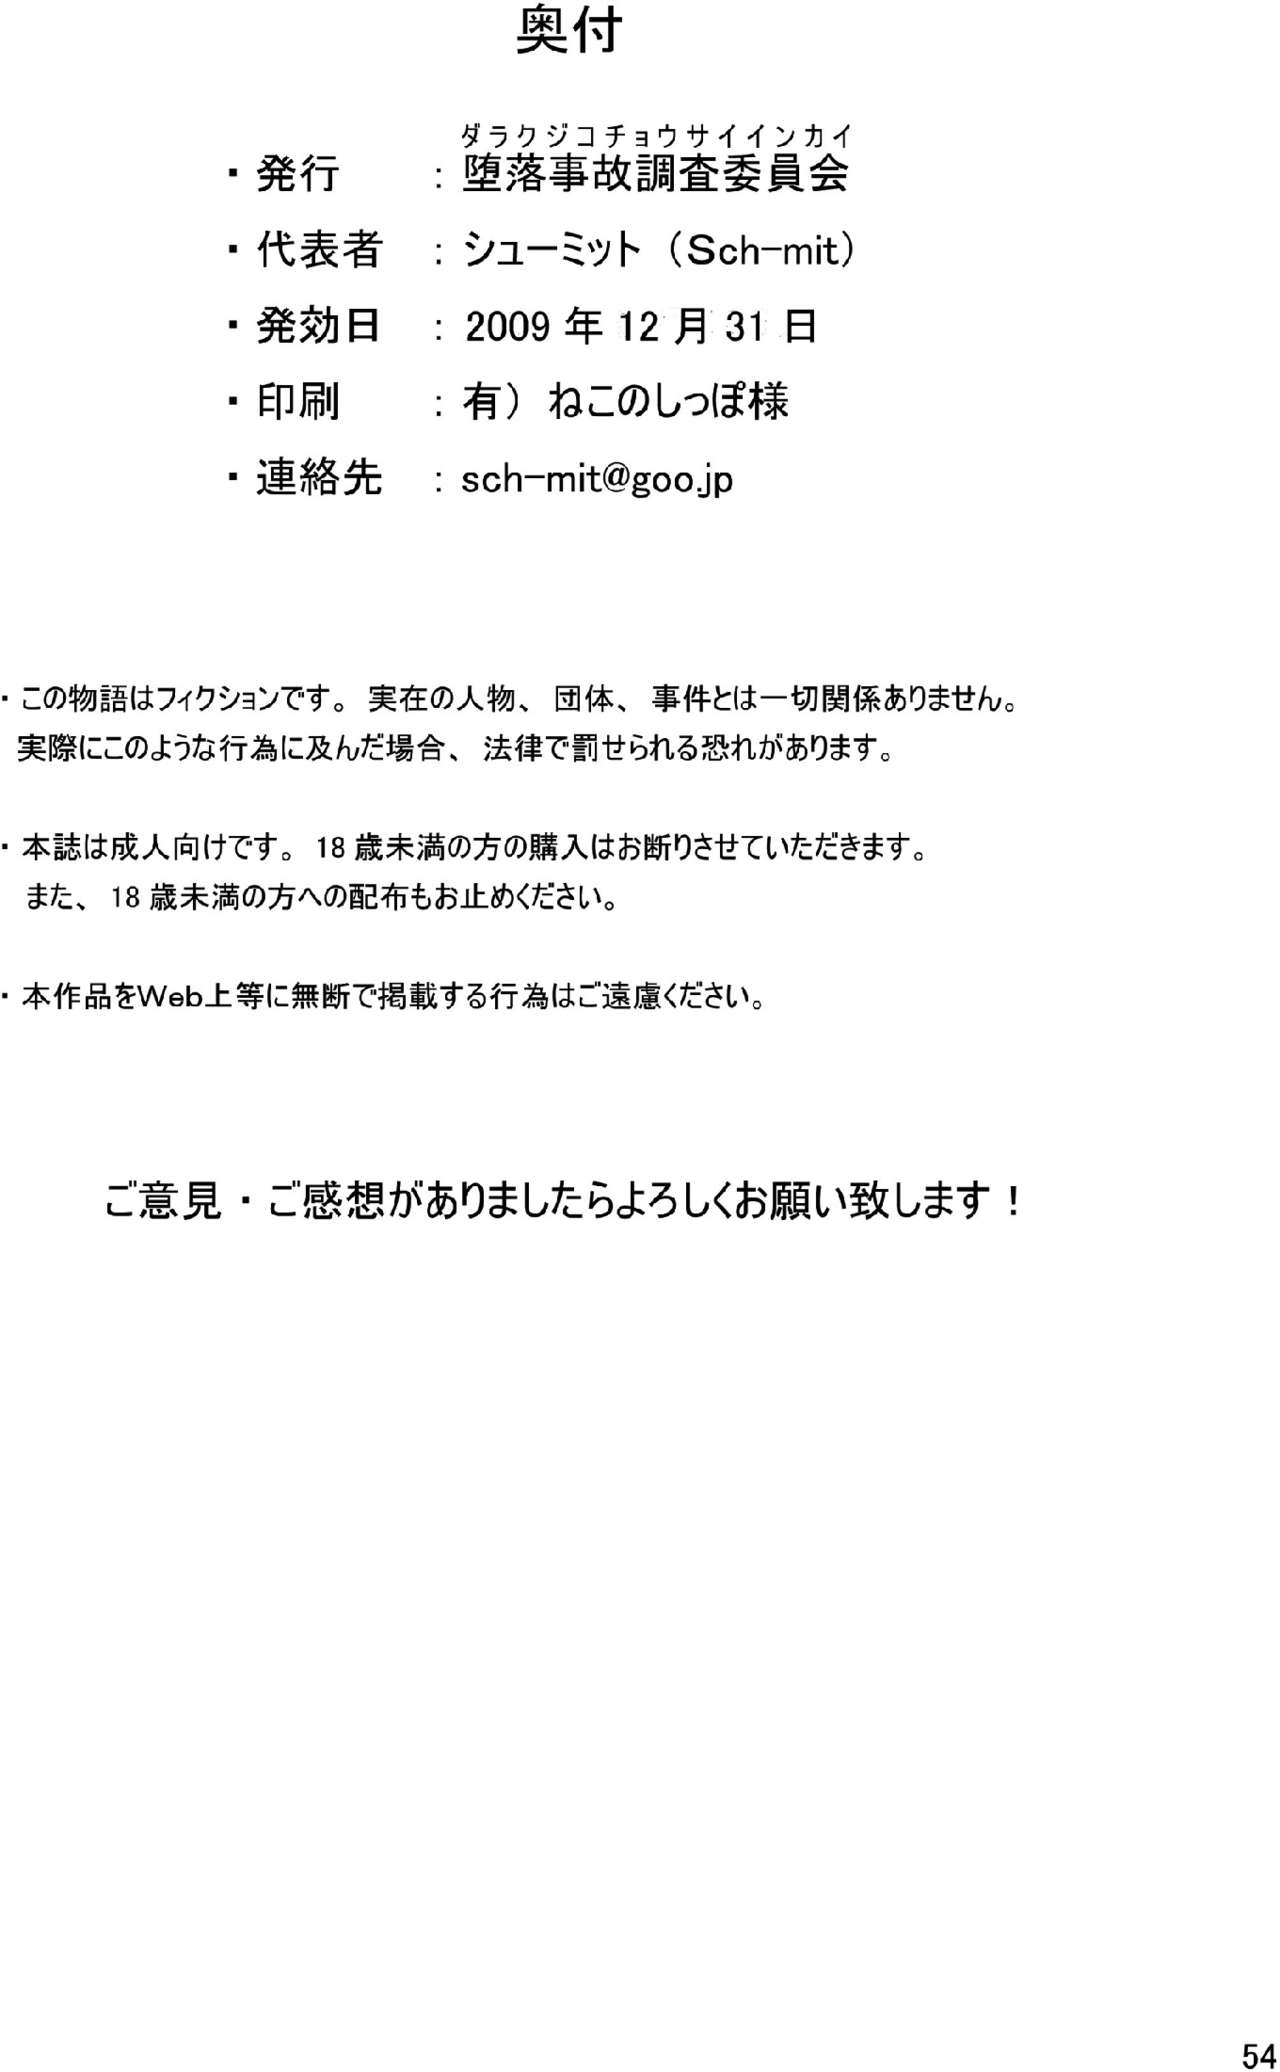 奥付
ダラクジコチョウサイインカイ
・発行 : 堕落事故調査委員会
・代表者 : シューミット（Sch-mit）
・発効日 : 2009 年 12 月 31 日
・印刷 : 有）ねこのしっぽ様
・連絡先 : sch-mit@goo.jp
・この物語はフィクションです。実在の人物、団体、事件とは一切関係ありません。
実際にこのような行為に及んだ場合、法律で罰せられる恐れがあります。
・本誌は成人向けです。18 歳未満の方の購入はお断りさせていただきます。
また、18 歳未満の方への配布もお止めください。
・本作品をWeb上等に無断で掲載する行為はご遠慮ください。
ご意見・ご感想がありましたらよろしくお願い致します！
54